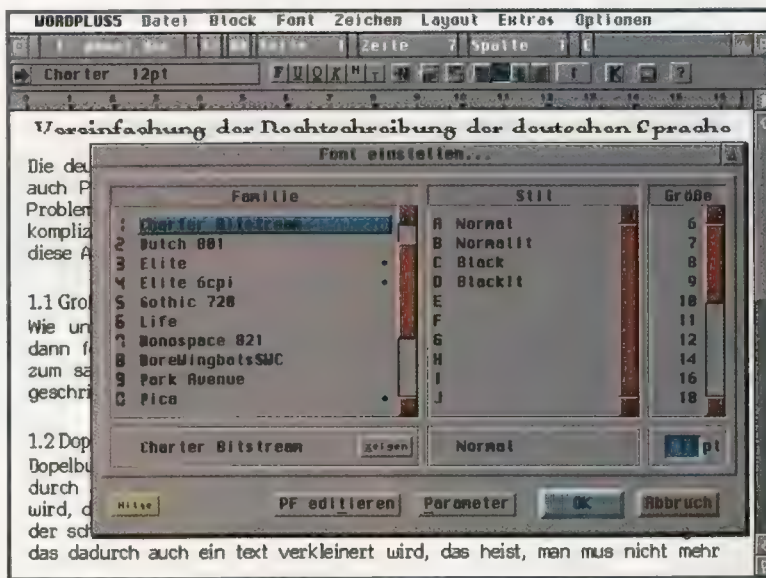 WORDPLUS5 Datei Block Font Zeichen Layout Extras Optionen
Zeile 7 Spalte 1 E
Charter 12pt F U O K H T N K ?
Vereinfachung der Rechtschreibung der deutschen Sprache
Die deu
auch P
Problem
kompliz
diese A
Font einstellen...
Familie Stil Größe
1 Charter Bitstream
2 Dutch 801
3 Elite
4 Elite 6cpi
5 Gothic 720
6 Life
7 Monospace 821
8 MoreWingbatsSWC
9 Park Avenue
0 Pica
A Normal
B NormalIt
C Black
D BlackIt
E
F
G
H
I
J
6
7
8
9
10
11
12
14
16
18
Charter Bitstream zeigen Normal pt
Hilfe PF editieren Parameter OK Abbruch
1.1 Gro
Wie un
dann f
zum sa
geschri
1.2 Dop
Dopelbu
durch
wird, d
der sch
das dadurch auch ein text verkleinert wird, das heist, man mus nicht mehr